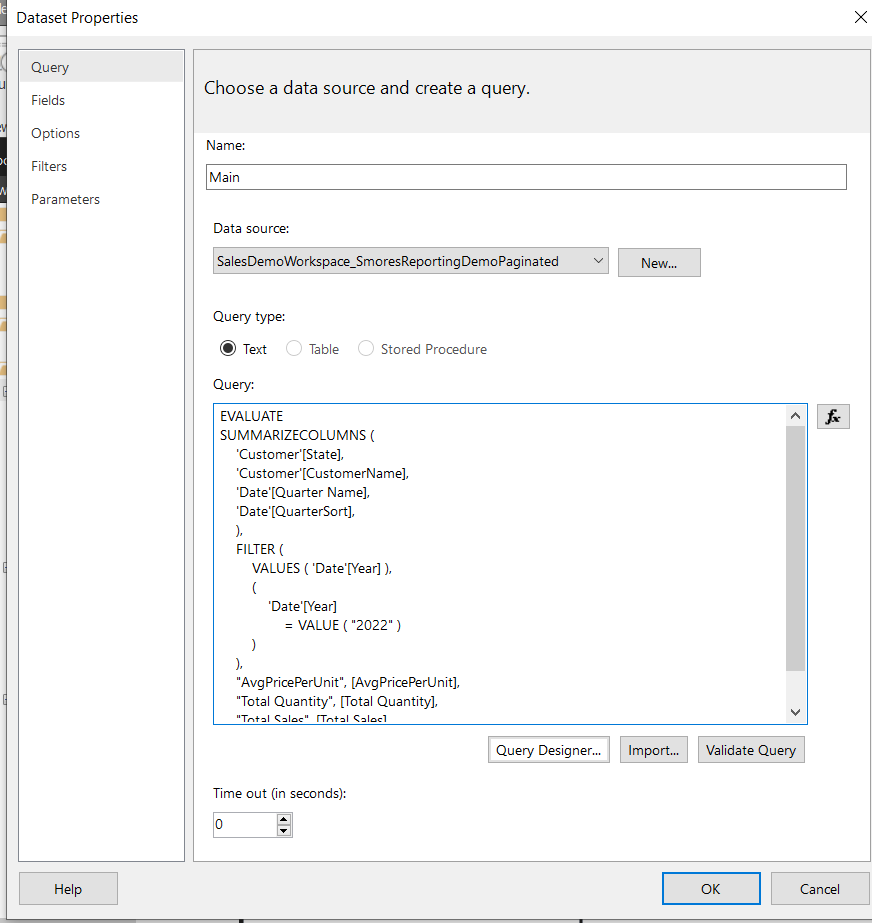 Dataset Properties
Query
Fields
Options
Filters
Parameters
Choose a data source and create a query.
Name:
Main
Data source:
SalesDemoWorkspace_SmoresReportingDemoPaginated
New...
Query type:
Text
Table
Stored Procedure
Query:
EVALUATE
SUMMARIZECOLUMNS (
'Customer'[State],
'Customer'[CustomerName],
'Date'[Quarter Name],
'Date'[QuarterSort],
),
FILTER (
VALUES ( 'Date'[Year] ),
(
'Date'[Year]
= VALUE ( "2022" )
)
),
"AvgPricePerUnit", [AvgPricePerUnit],
"Total Quantity", [Total Quantity],
"Total Sales", [Total Sales]
fx
Query Designer...
Import...
Validate Query
Time out (in seconds):
0
Help
OK
Cancel